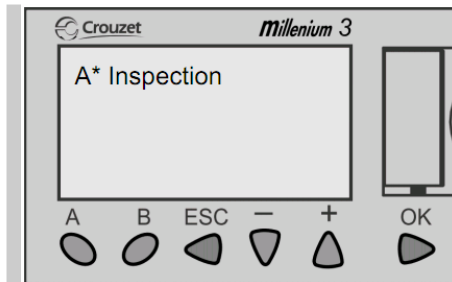 Crouzet
millenium 3
A* Inspection
A B ESC − + OK